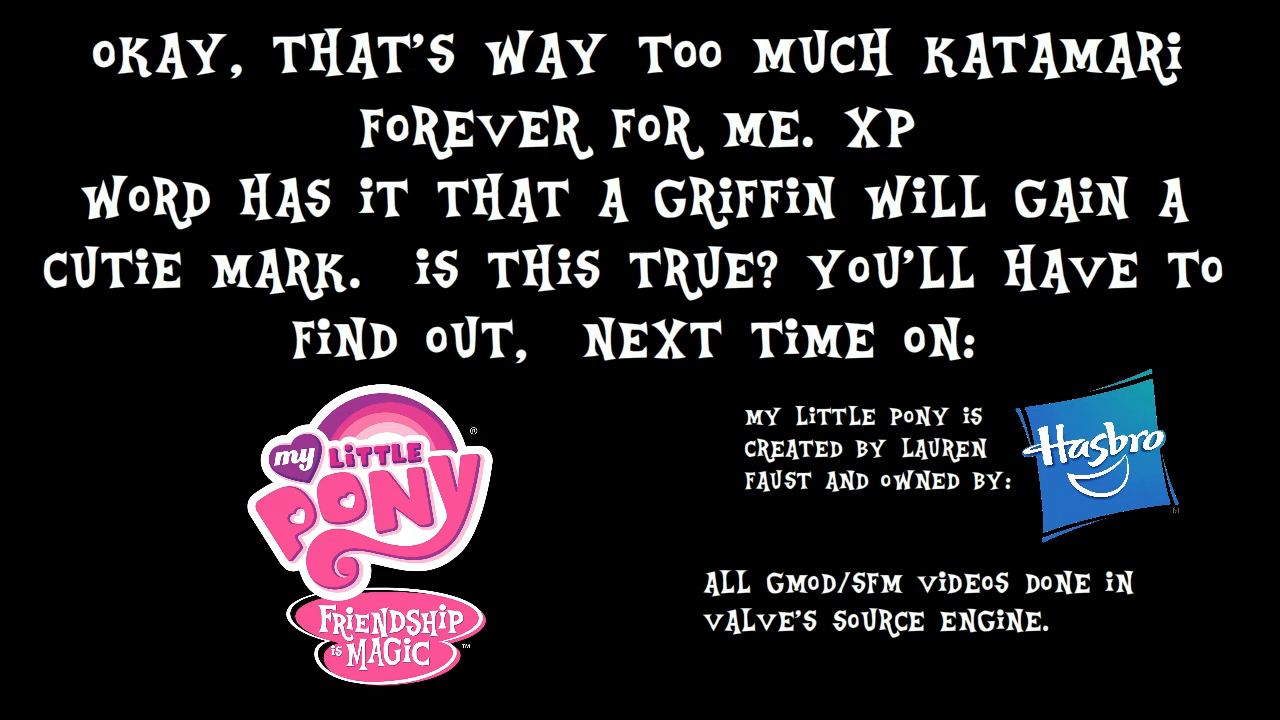 OKAY, THAT'S WAY TOO MUCH KATAMARI
FOREVER FOR ME. XP
WORD HAS IT THAT A GRIFFIN WILL GAIN A
CUTIE MARK. IS THIS TRUE? YOU'LL HAVE TO
FIND OUT, NEXT TIME ON:
my LITTLE
PONY ®
FRIENDSHIP
is MAGIC ™
MY LITTLE PONY IS
CREATED BY LAUREN
FAUST AND OWNED BY:
Hasbro
TM
ALL GMOD/SFM VIDEOS DONE IN
VALVE'S SOURCE ENGINE.